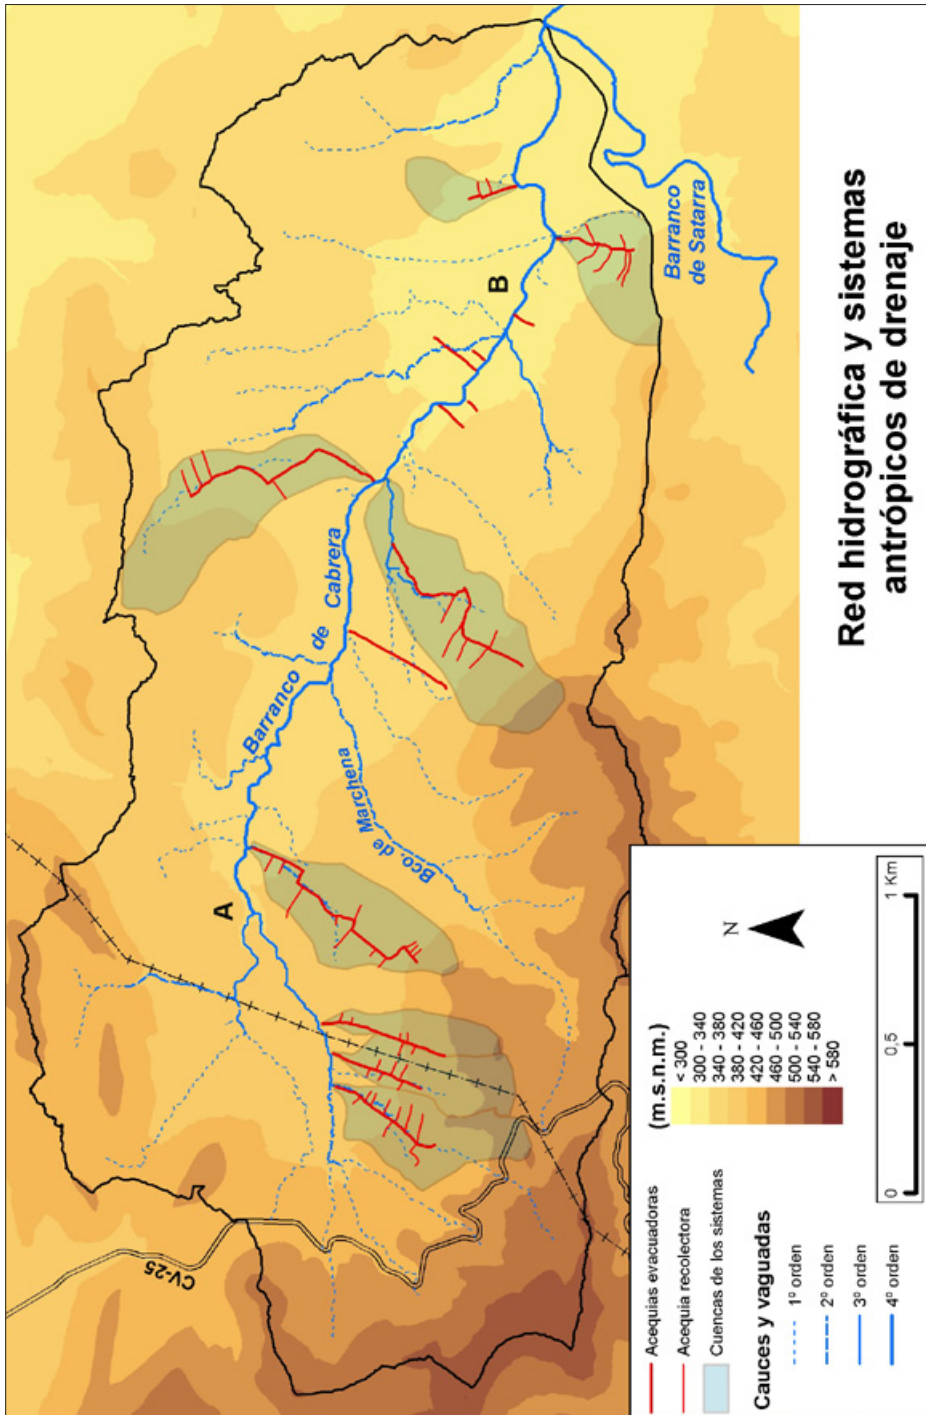 Red hidrográfica y sistemas
antrópicos de drenaje
CV-25
A
Barranco
de Cabrera
Bco. de Marchena
B
Barranco
de Satarra
Acequias evacuadoras
Acequia recolectora
Cuencas de los sistemas
Cauces y vaguadas
1º orden
2º orden
3º orden
4º orden
(m.s.n.m.)
< 300
300 - 340
340 - 380
380 - 420
420 - 460
460 - 500
500 - 540
540 - 580
> 580
N
0
0,5
1 Km